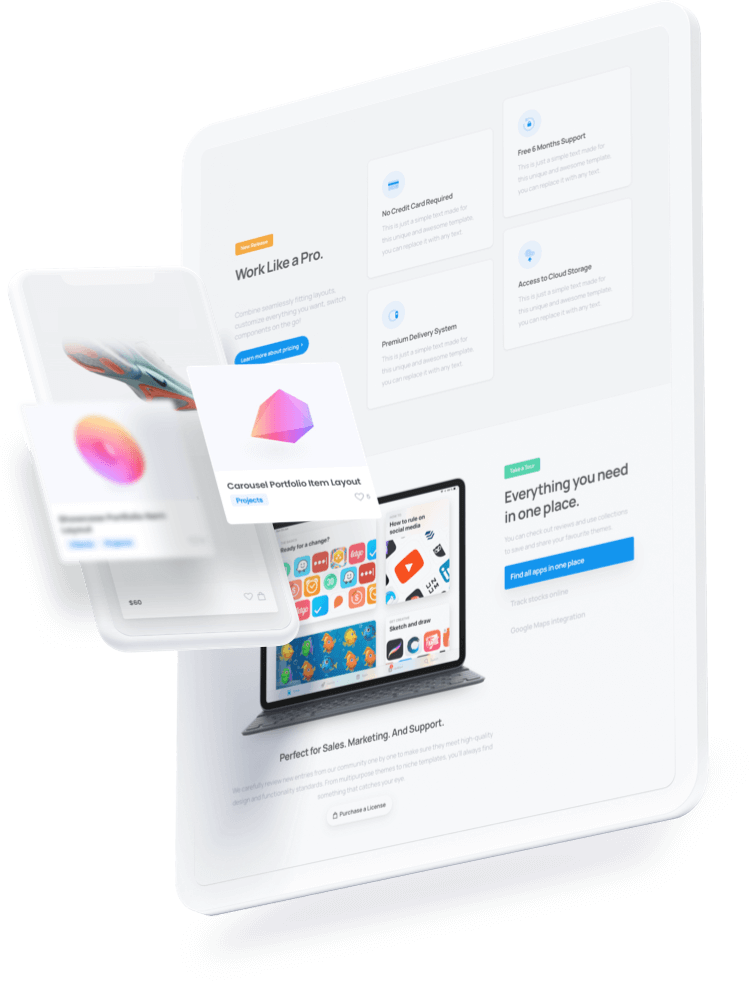 Work Like a Pro.
Combine seamlessly fitting layouts,
customize everything you want, switch
components on the go!
Learn more about pricing
No Credit Card Required
This is just a simple text made for
this unique and awesome template,
you can replace it with any text.
Free 6 Months Support
This is just a simple text made for
this unique and awesome template,
you can replace it with any text.
Premium Delivery System
This is just a simple text made for
this unique and awesome template,
you can replace it with any text.
Access to Cloud Storage
This is just a simple text made for
this unique and awesome template,
you can replace it with any text.
Carousel Portfolio Item Layout
Projects
6
Layout
Projects
$60
Ready for a change?
How to rule on
social media
Sketch and draw
Take a Tour
Everything you need
in one place.
You can check out reviews and use collections
to save and share your favourite themes.
Find all apps in one place
Track stocks online
Google Maps Integration
Perfect for Sales. Marketing. And Support.
We carefully review new entries from our community one by one to make sure they meet high-quality
design and functionality standards. From multipurpose themes to niche templates, you'll always find
something that catches your eye.
Purchase a License